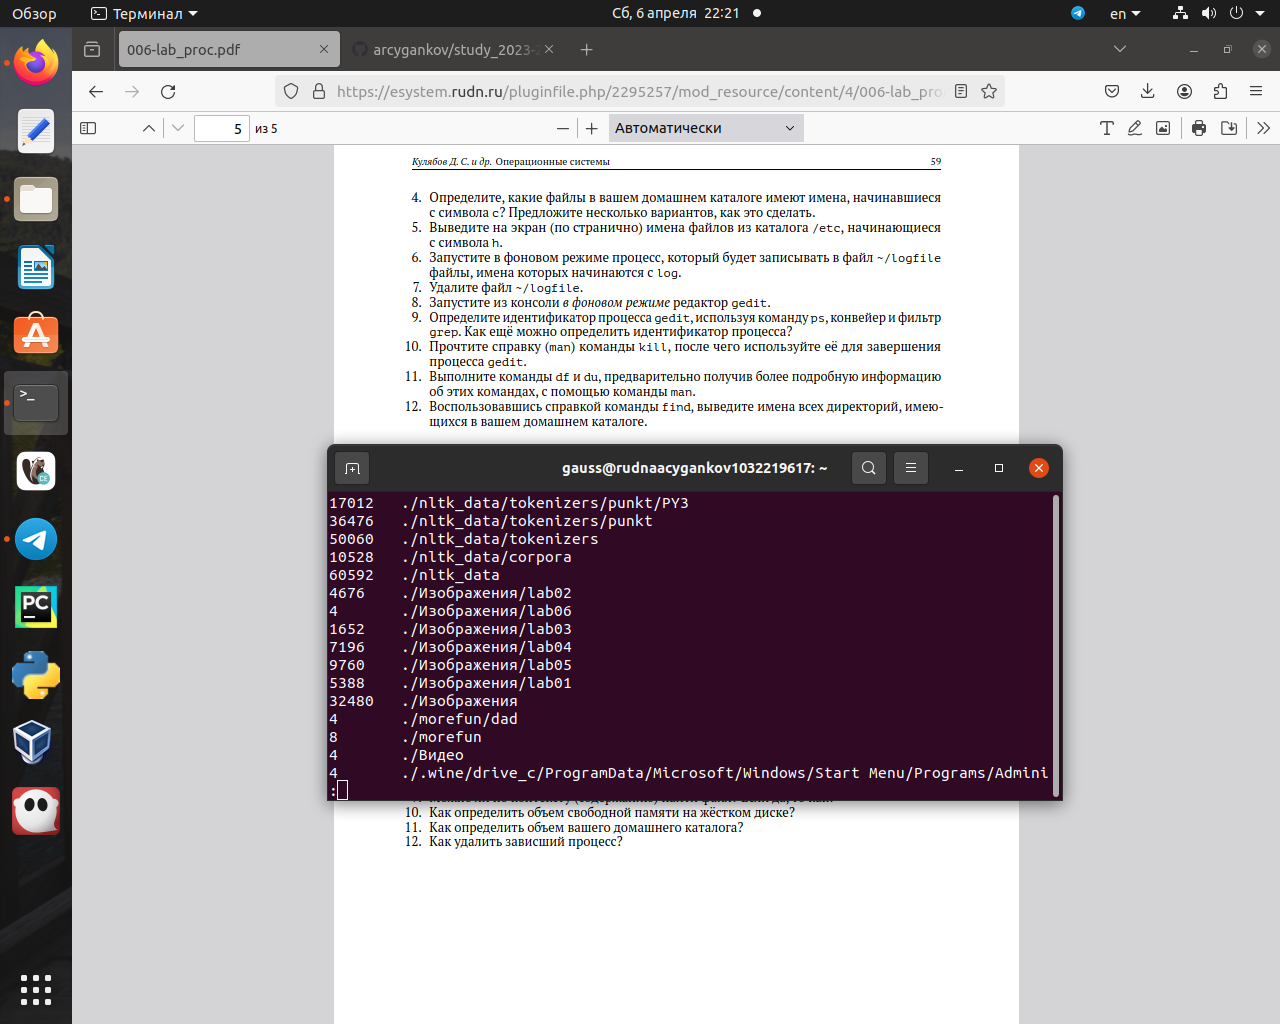 Обзор
Терминал
Сб, 6 апреля 22:21
en
006-lab_proc.pdf
arcygankov/study_2023-2
https://esystem.rudn.ru/pluginfile.php/2295257/mod_resource/content/4/006-lab_pro
5 из 5
Автоматически
Кулябов Д. С. и др. Операционные системы 59
4. Определите, какие файлы в вашем домашнем каталоге имеют имена, начинавшиеся
с символа c? Предложите несколько вариантов, как это сделать.
5. Выведите на экран (по странично) имена файлов из каталога /etc, начинающиеся
с символа h.
6. Запустите в фоновом режиме процесс, который будет записывать в файл ~/logfile
файлы, имена которых начинаются с log.
7. Удалите файл ~/logfile.
8. Запустите из консоли в фоновом режиме редактор gedit.
9. Определите идентификатор процесса gedit, используя команду ps, конвейер и фильтр
grep. Как ещё можно определить идентификатор процесса?
10. Прочтите справку (man) команды kill, после чего используйте её для завершения
процесса gedit.
11. Выполните команды df и du, предварительно получив более подробную информацию
об этих командах, с помощью команды man.
12. Воспользовавшись справкой команды find, выведите имена всех директорий, имею-
щихся в вашем домашнем каталоге.
gauss@rudnaacygankov1032219617: ~
17012 ./nltk_data/tokenizers/punkt/PY3
36476 ./nltk_data/tokenizers/punkt
50060 ./nltk_data/tokenizers
10528 ./nltk_data/corpora
60592 ./nltk_data
4676 ./Изображения/lab02
4 ./Изображения/lab06
1652 ./Изображения/lab03
7196 ./Изображения/lab04
9760 ./Изображения/lab05
5388 ./Изображения/lab01
32480 ./Изображения
4 ./morefun/dad
8 ./morefun
4 ./Видео
4 ./.wine/drive_c/ProgramData/Microsoft/Windows/Start Menu/Programs/Admini
:
10. Как определить объем свободной памяти на жёстком диске?
11. Как определить объем вашего домашнего каталога?
12. Как удалить зависший процесс?